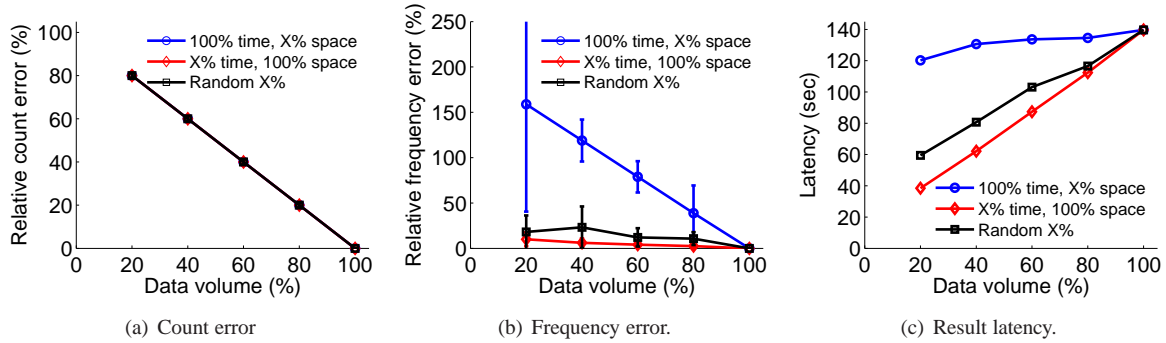 Relative count error (%)
100
80
60
40
20
0
100% time, X% space
X% time, 100% space
Random X%
0 20 40 60 80 100
Data volume (%)
(a) Count error
Relative frequency error (%)
250
200
150
100
50
0
100% time, X% space
X% time, 100% space
Random X%
0 20 40 60 80 100
Data volume (%)
(b) Frequency error.
Latency (sec)
140
120
100
80
60
40
20
0
100% time, X% space
X% time, 100% space
Random X%
0 20 40 60 80 100
Data volume (%)
(c) Result latency.